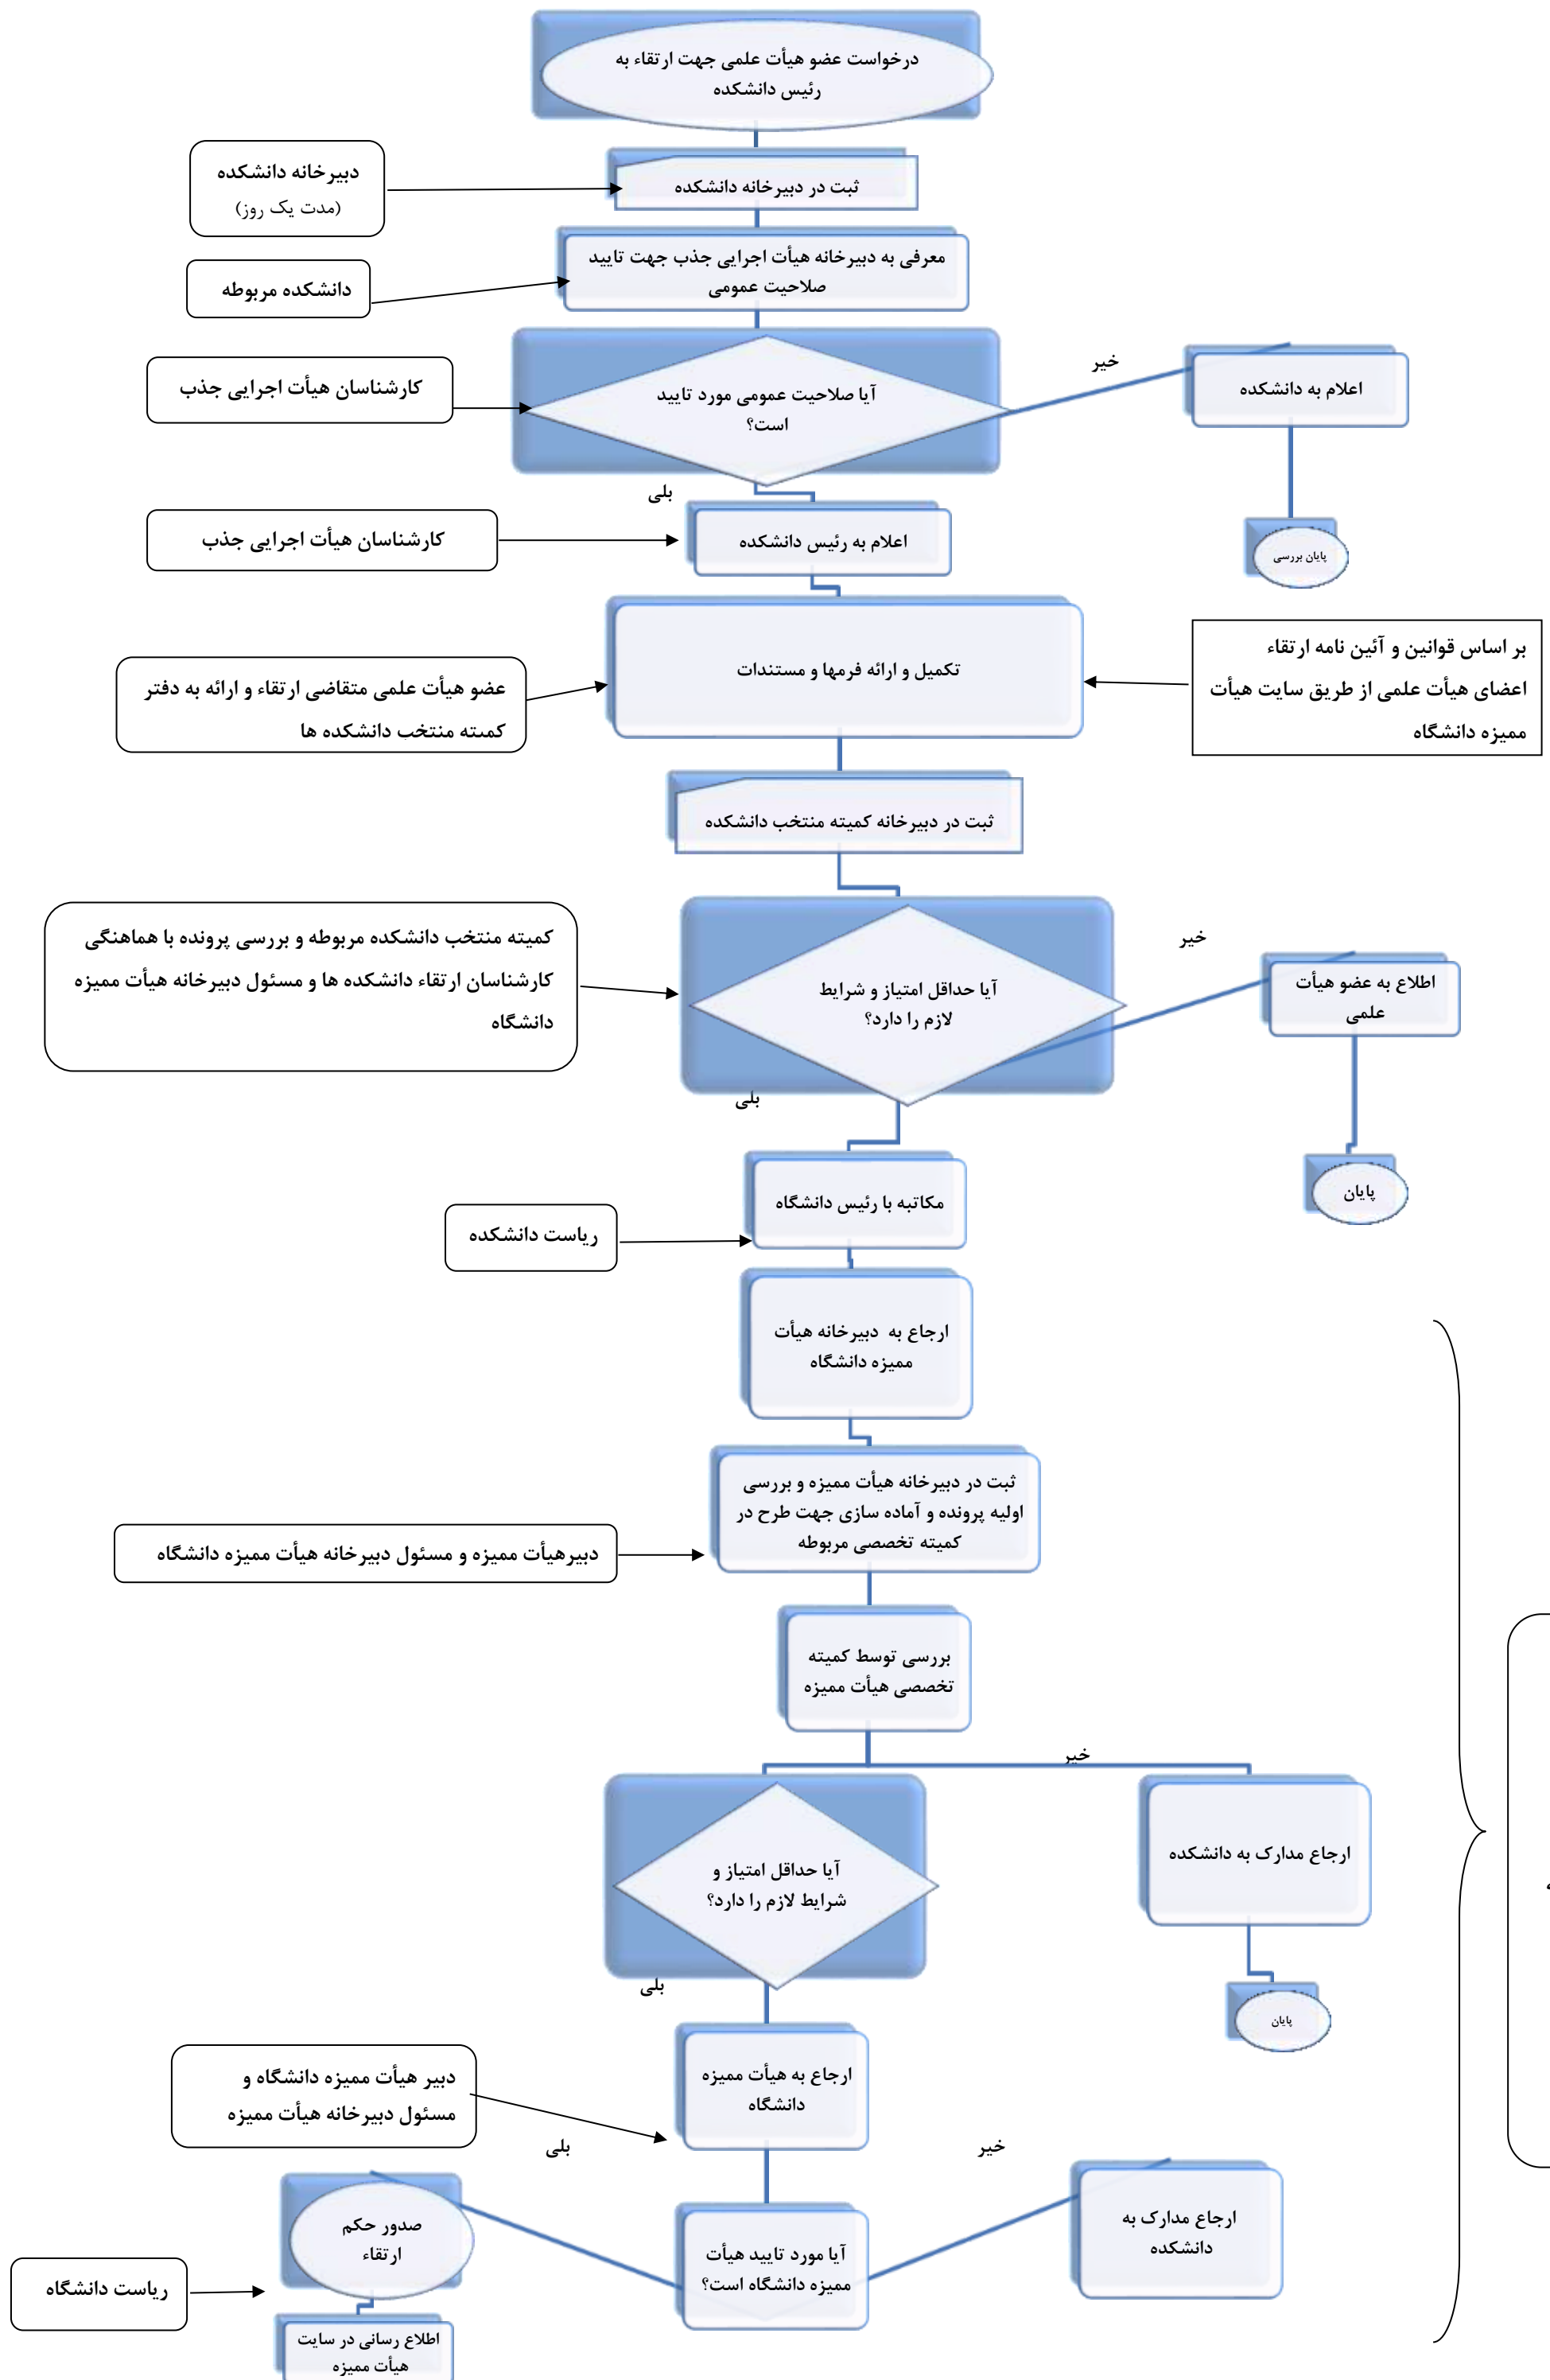 درخواست عضو هیأت علمی جهت ارتقاء به
رئیس دانشکده
دبیرخانه دانشکده
(مدت یک روز)
ثبت در دبیرخانه دانشکده
معرفی به دبیرخانه هیأت اجرایی جذب جهت تایید
صلاحیت عمومی
دانشکده مربوطه
خیر
اعلام به دانشکده
آیا صلاحیت عمومی مورد تایید
است؟
کارشناسان هیأت اجرایی جذب
بلی
اعلام به رئیس دانشکده
کارشناسان هیأت اجرایی جذب
پایان بررسی
بر اساس قوانین و آئین نامه ارتقاء
اعضای هیأت علمی از طریق سایت هیأت
ممیزه دانشگاه
تکمیل و ارائه فرمها و مستندات
عضو هیأت علمی متقاضی ارتقاء و ارائه به دفتر
کمیته منتخب دانشکده ها
ثبت در دبیرخانه کمیته منتخب دانشکده
خیر
اطلاع به عضو هیأت
علمی
آیا حداقل امتیاز و شرایط
لازم را دارد؟
کمیته منتخب دانشکده مربوطه و بررسی پرونده با هماهنگی
کارشناسان ارتقاء دانشکده ها و مسئول دبیرخانه هیأت ممیزه
دانشگاه
بلی
پایان
مکاتبه با رئیس دانشگاه
ریاست دانشکده
ارجاع به دبیرخانه هیأت
ممیزه دانشگاه
ثبت در دبیرخانه هیأت ممیزه و بررسی
اولیه پرونده و آماده سازی جهت طرح در
کمیته تخصصی مربوطه
دبیرهیأت ممیزه و مسئول دبیرخانه هیأت ممیزه دانشگاه
بررسی توسط کمیته
تخصصی هیأت ممیزه
خیر
ارجاع مدارک به دانشکده
آیا حداقل امتیاز و
شرایط لازم را دارد؟
بلی
پایان
ارجاع به هیأت ممیزه
دانشگاه
دبیر هیأت ممیزه دانشگاه و
مسئول دبیرخانه هیأت ممیزه
خیر
بلی
ارجاع مدارک به
دانشکده
آیا مورد تایید هیأت
ممیزه دانشگاه است؟
صدور حکم
ارتقاء
ریاست دانشگاه
اطلاع رسانی در سایت
هیأت ممیزه